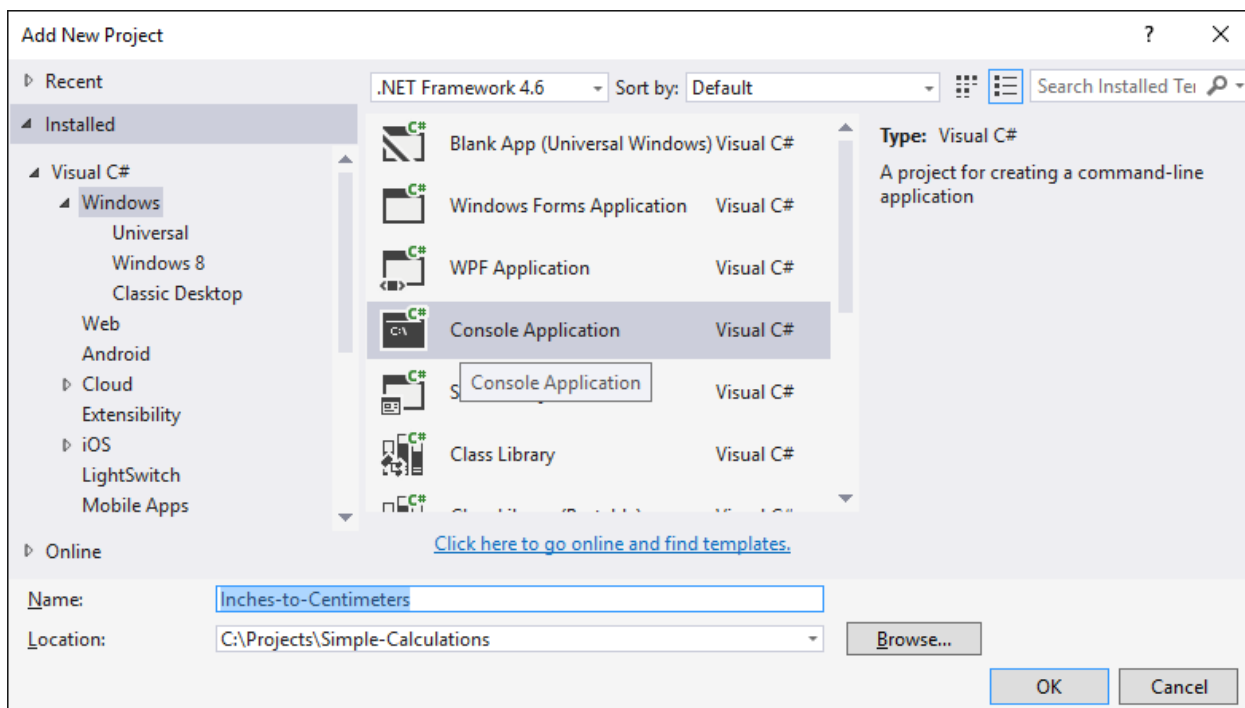 Add New Project
?
Recent
Installed
Visual C#
Windows
Universal
Windows 8
Classic Desktop
Web
Android
Cloud
Extensibility
iOS
LightSwitch
Mobile Apps
Online
.NET Framework 4.6
Sort by: Default
Search Installed Te
C# Blank App (Universal Windows) Visual C#
C# Windows Forms Application Visual C#
C# WPF Application Visual C#
C# C:\ Console Application Visual C#
Console Application
C# Visual C#
C# Class Library Visual C#
C#
Click here to go online and find templates.
Type: Visual C#
A project for creating a command-line
application
Name: Inches-to-Centimeters
Location: C:\Projects\Simple-Calculations
Browse...
OK Cancel